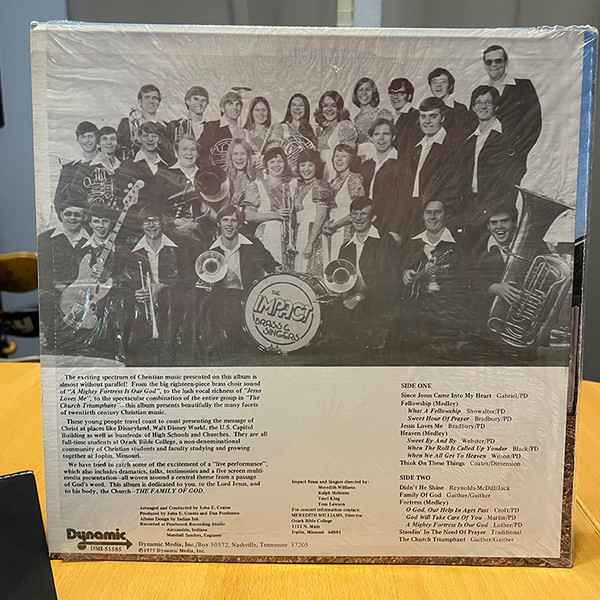 THE
IMPACT
BRASS &
SINGERS
The exciting spectrum of Christian music presented on this album is
almost without parallel! From the big eighteen-piece brass choir sound
of "A Mighty Fortress Is Our God", to the lush vocal richness of "Jesus
Loves Me", to the spectacular combination of the entire group in "The
Church Triumphant"– this album presents beautifully the many facets
of twentieth century Christian music.
These young people travel coast to coast presenting the message of
Christ at places like Disneyland, Walt Disney World, the U.S. Capitol
Building as well as hundreds of High Schools and Churches. They are all
full-time students at Ozark Bible College, a non-denominational
community of Christian students and faculty studying and growing
together at Joplin, Missouri.
We have tried to catch some of the excitement of a "live performance",
which also includes dramatics, talks, testimonies and a five screen multi-
media presentation–all woven around a central theme from a passage
of God's word. This album is dedicated to you, to the Lord Jesus, and
to his body, the Church–THE FAMILY OF GOD.
Arranged and Conducted by John E. Coates
Produced by John E. Coates and Dan Penhams
Album Design by Indian Ink
Recorded at Pinebrook Recording Studio
Alexandria, Indiana
Marshall Sanders, Engineer
Impact Brass and Singers directed by:
Meredith Williams
Ralph
Terri King
Tom Lawson
For concert information contact:
MEREDITH WILLIAMS, Director
Ozark Bible College
1111 N. Main
Joplin, Missouri 64801
Dynamic
DMI-S1585
Dynamic Media, Inc./Box 50572, Nashville, Tennessee 37205
©1975 Dynamic Media, Inc.
SIDE ONE
Since Jesus Came Into My Heart Gabriel/PD
Fellowship (Medley)
What A Fellowship Showalter/PD
Sweet Hour Of Prayer Bradbury/PD
Jesus Loves Me Bradbury/PD
Heaven (Medley)
Sweet By And By Webster/PD
When The Roll Is Called Up Yonder Black/PD
When We All Get To Heaven Wilson/PD
Think On These Things Coates/Dimension
SIDE TWO
Didn't He Shine Reynolds-McDill/Jack
Family Of God Gaither/Gaither
Fortress (Medley)
O God, Our Help In Ages Past Croft/PD
God Will Take Care Of You Martin/PD
A Mighty Fortress Is Our God Luther/PD
Standin' In The Need Of Prayer Traditional
The Church Triumphant Gaither/Gaither